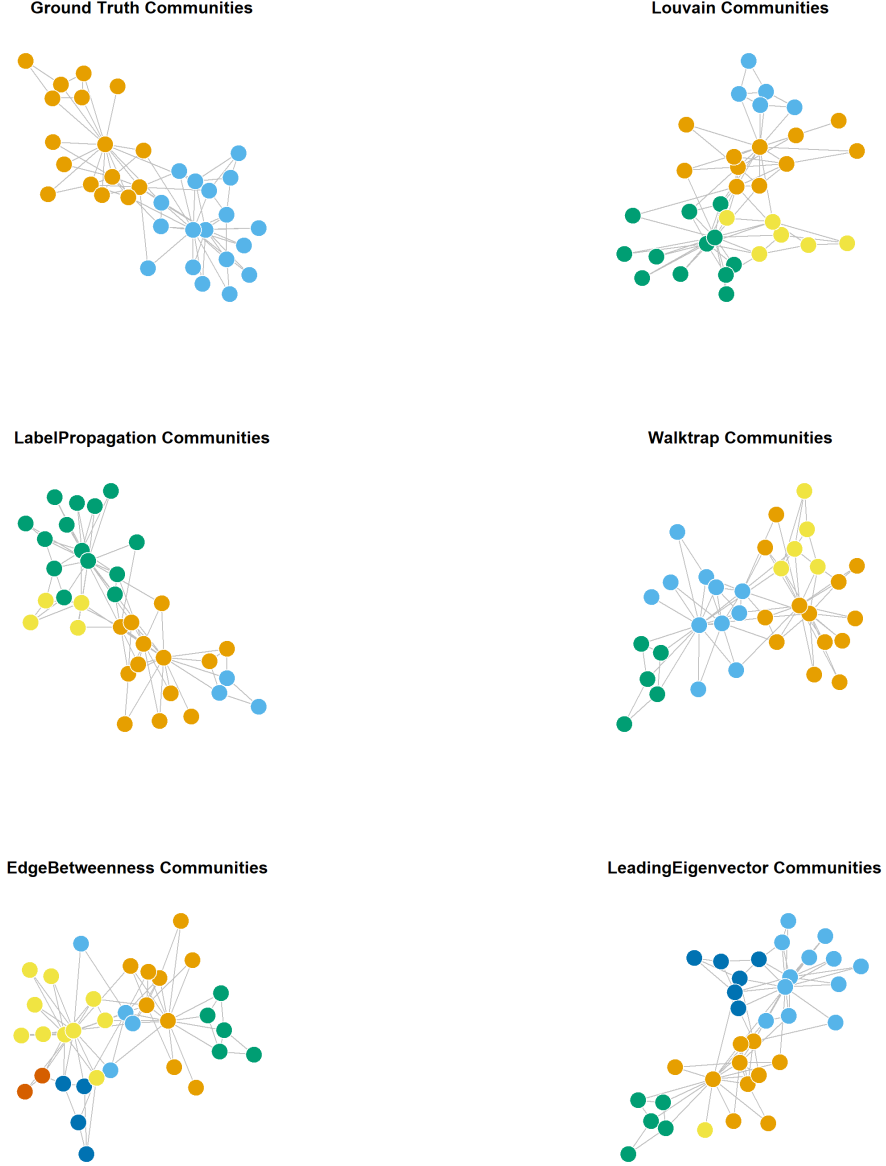 Ground Truth Communities
Louvain Communities
LabelPropagation Communities
Walktrap Communities
EdgeBetweenness Communities
LeadingEigenvector Communities